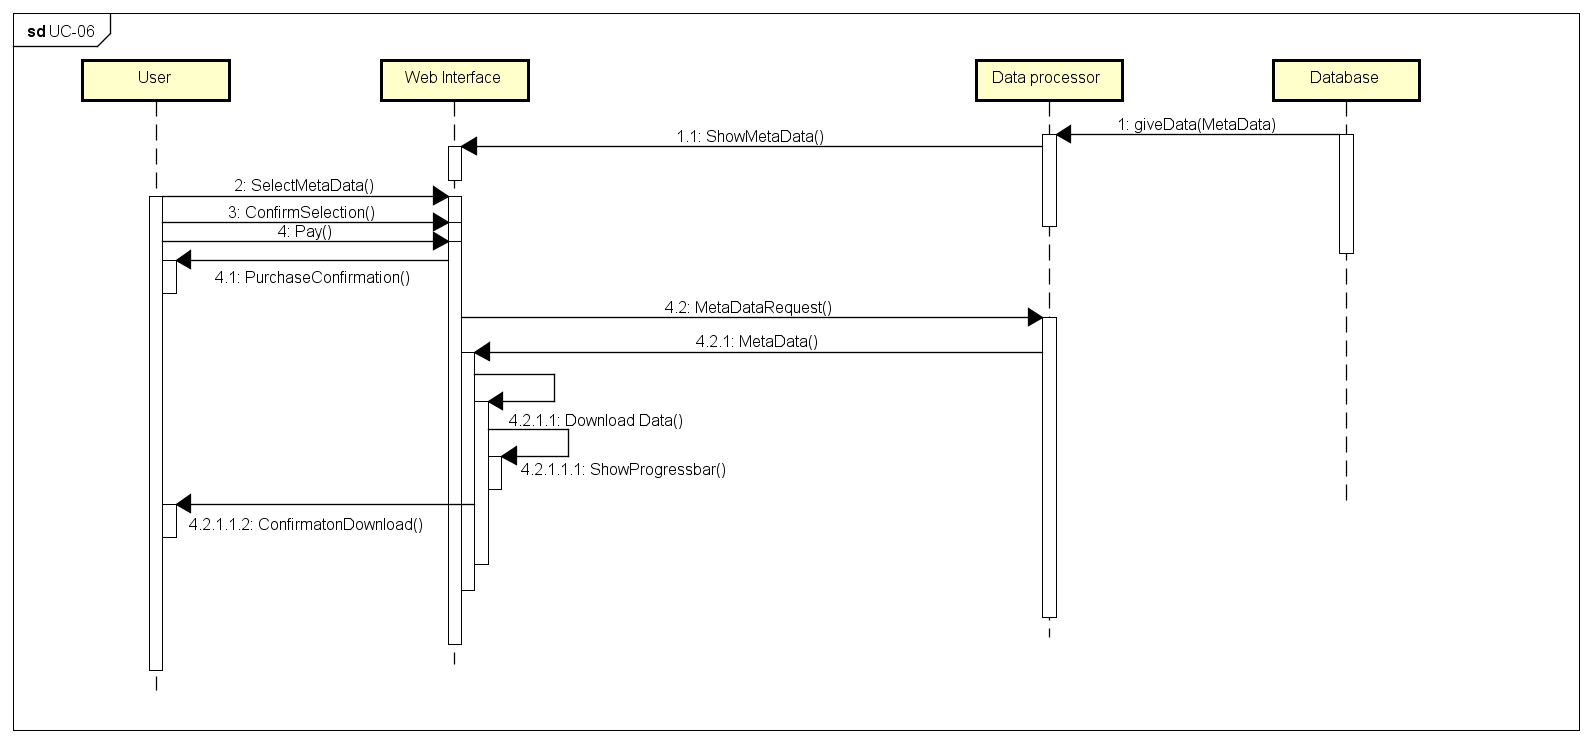 sd UC-06
User
Web Interface
Data processor
Database
1: giveData(MetaData)
1.1: ShowMetaData()
2: SelectMetaData()
3: ConfirmSelection()
4: Pay()
4.1: PurchaseConfirmation()
4.2: MetaDataRequest()
4.2.1: MetaData()
4.2.1.1: Download Data()
4.2.1.1.1: ShowProgressbar()
4.2.1.1.2: ConfirmatonDownload()